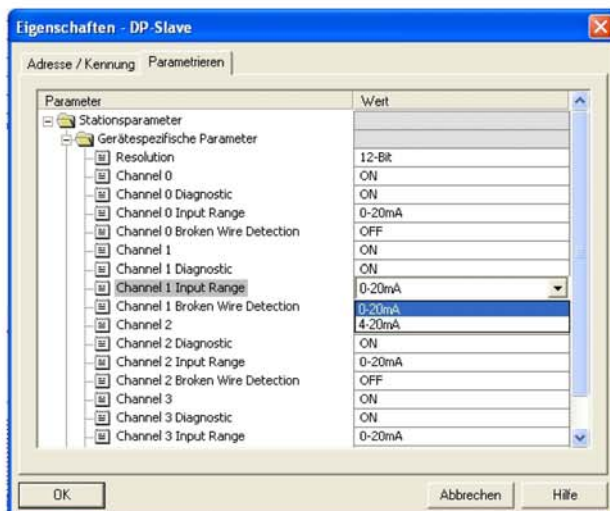 Eigenschaften - DP-Slave
Adresse / Kennung Parametrieren
Parameter Wert
Stationsparameter
Gerätespezifische Parameter
Resolution 12-Bit
Channel 0 ON
Channel 0 Diagnostic ON
Channel 0 Input Range 0-20mA
Channel 0 Broken Wire Detection OFF
Channel 1 ON
Channel 1 Diagnostic ON
Channel 1 Input Range 0-20mA
Channel 1 Broken Wire Detection 0-20mA
Channel 2 4-20mA
Channel 2 Diagnostic ON
Channel 2 Input Range 0-20mA
Channel 2 Broken Wire Detection OFF
Channel 3 ON
Channel 3 Diagnostic ON
Channel 3 Input Range 0-20mA
OK Abbrechen Hilfe